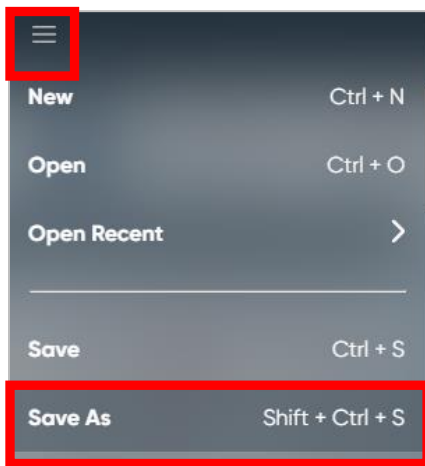 New Ctrl + N
Open Ctrl + O
Open Recent
Save Ctrl + S
Save As Shift + Ctrl + S